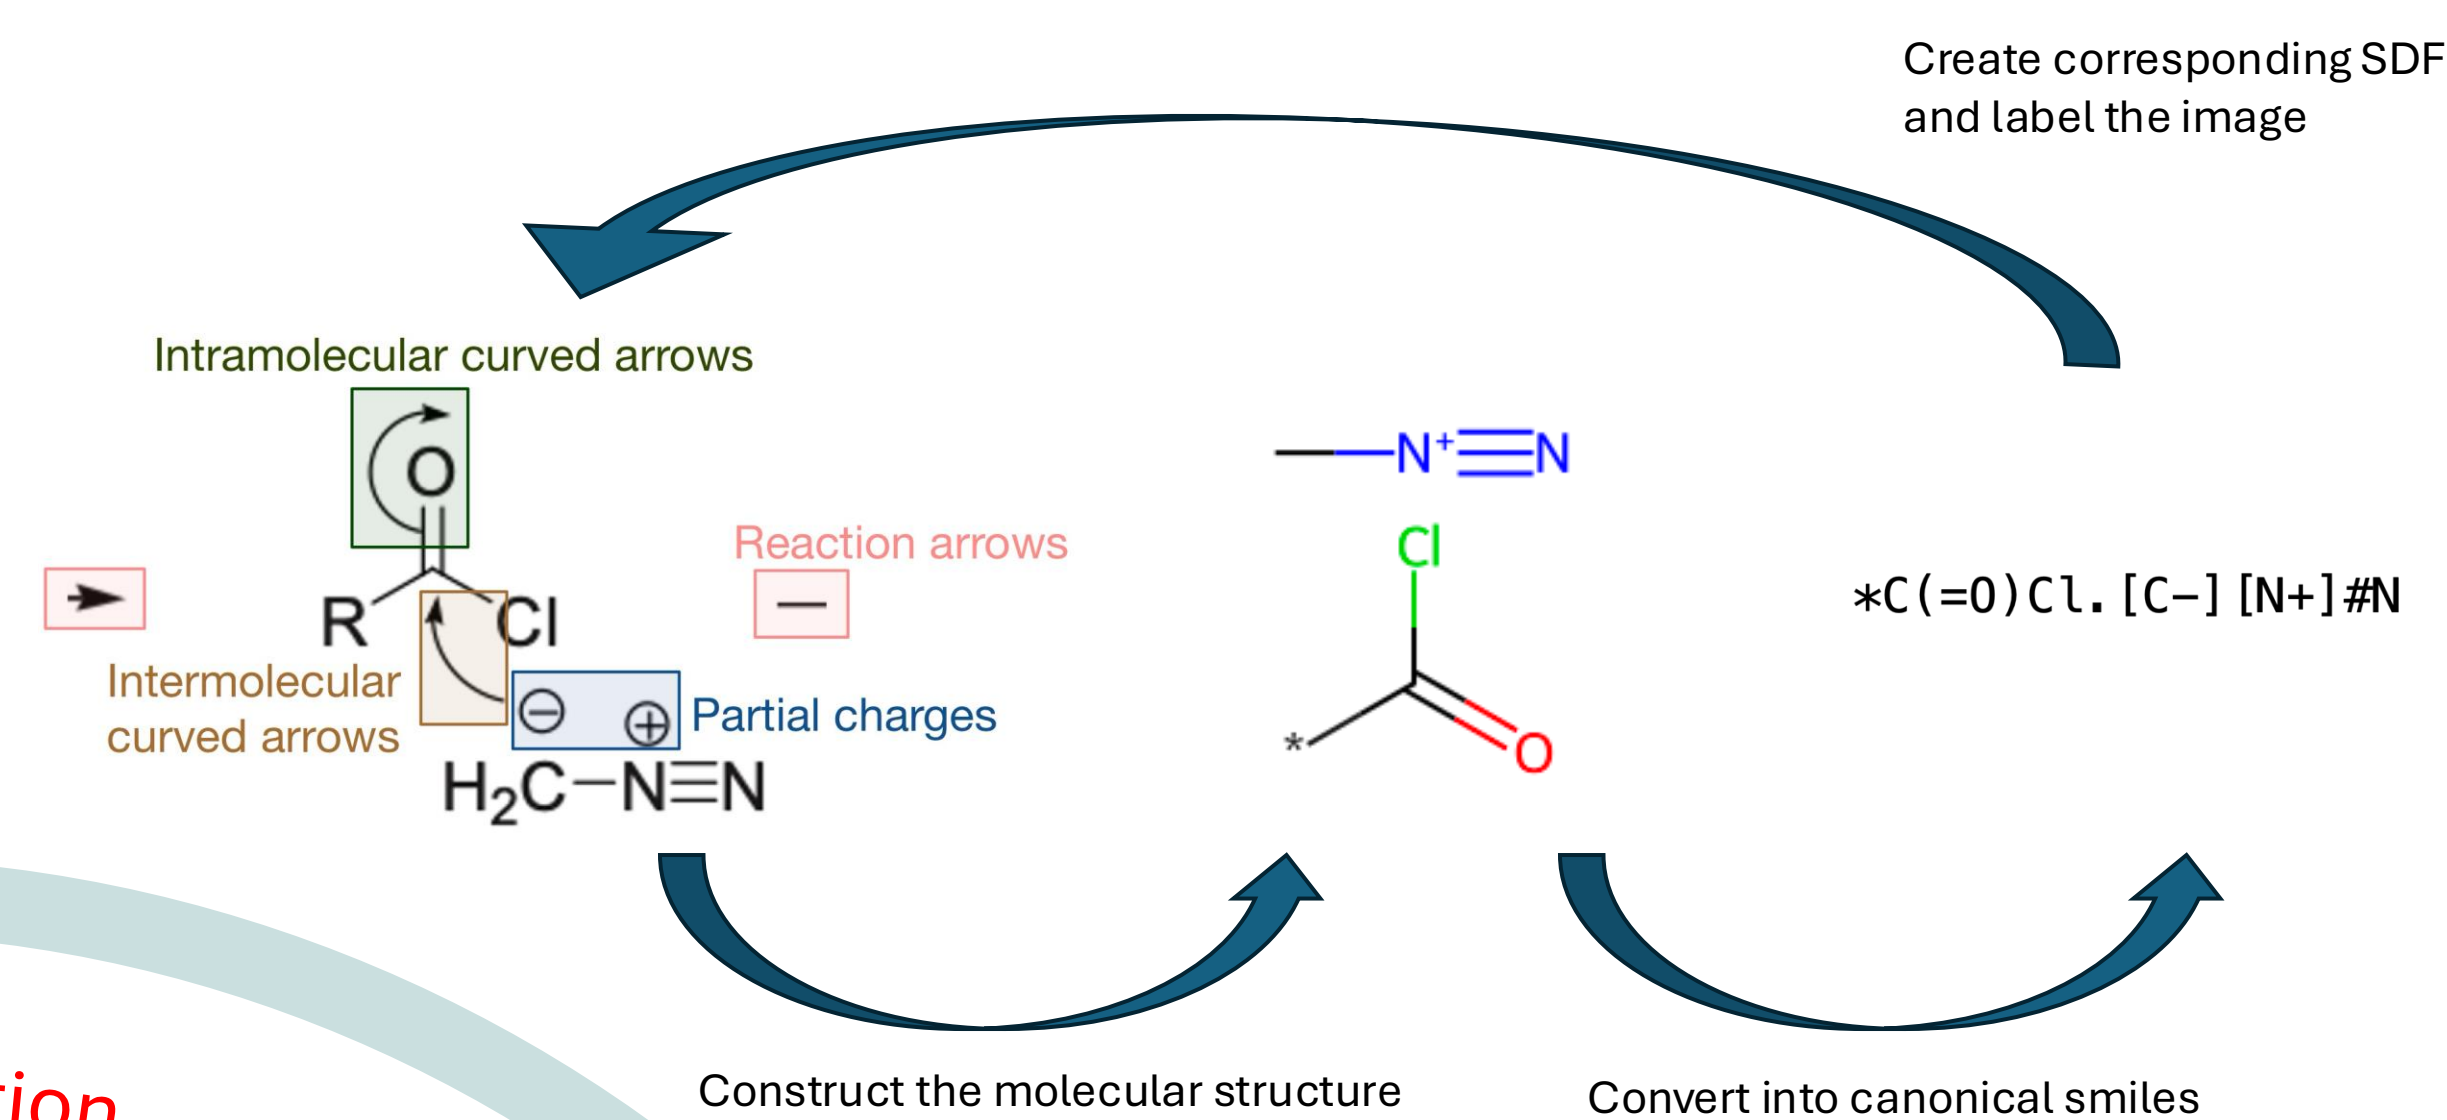 Create corresponding SDF
and label the image
Intramolecular curved arrows
O
R
Cl
Intermolecular
curved arrows
Reaction arrows
⊖ ⊕
Partial charges
H₂C−N≡N
N⁺≡N
Cl
*
O
*C(=O)Cl.[C−][N+]#N
Construct the molecular structure
Convert into canonical smiles
tion